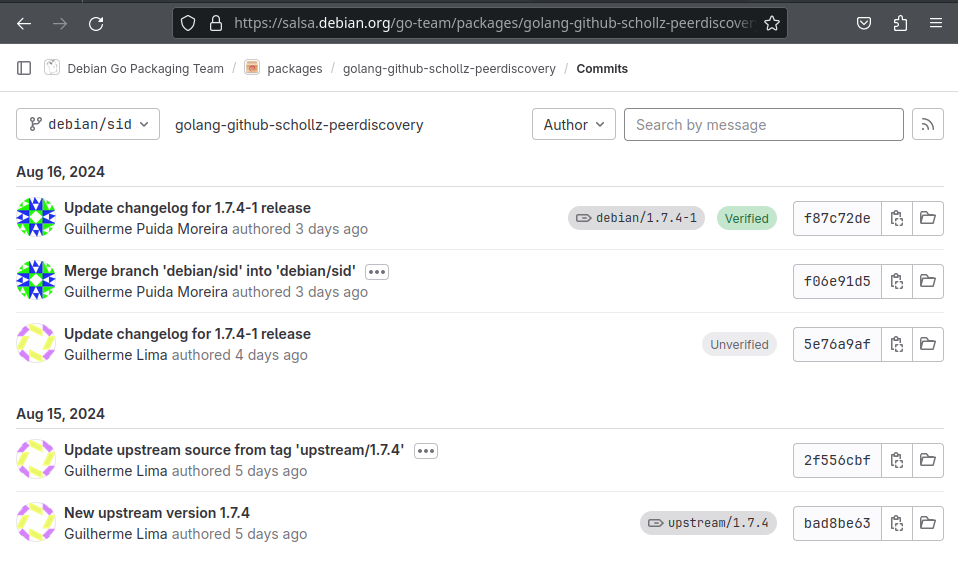 https://salsa.debian.org/go-team/packages/golang-github-schollz-peerdiscover
Debian Go Packaging Team / packages / golang-github-schollz-peerdiscovery / Commits
debian/sid golang-github-schollz-peerdiscovery Author Search by message
Aug 16, 2024
Update changelog for 1.7.4-1 release
Guilherme Puida Moreira authored 3 days ago
debian/1.7.4-1 Verified f87c72de
Merge branch 'debian/sid' into 'debian/sid'
Guilherme Puida Moreira authored 3 days ago
f06e91d5
Update changelog for 1.7.4-1 release
Guilherme Lima authored 4 days ago
Unverified 5e76a9af
Aug 15, 2024
Update upstream source from tag 'upstream/1.7.4'
Guilherme Lima authored 5 days ago
2f556cbf
New upstream version 1.7.4
Guilherme Lima authored 5 days ago
upstream/1.7.4 bad8be63